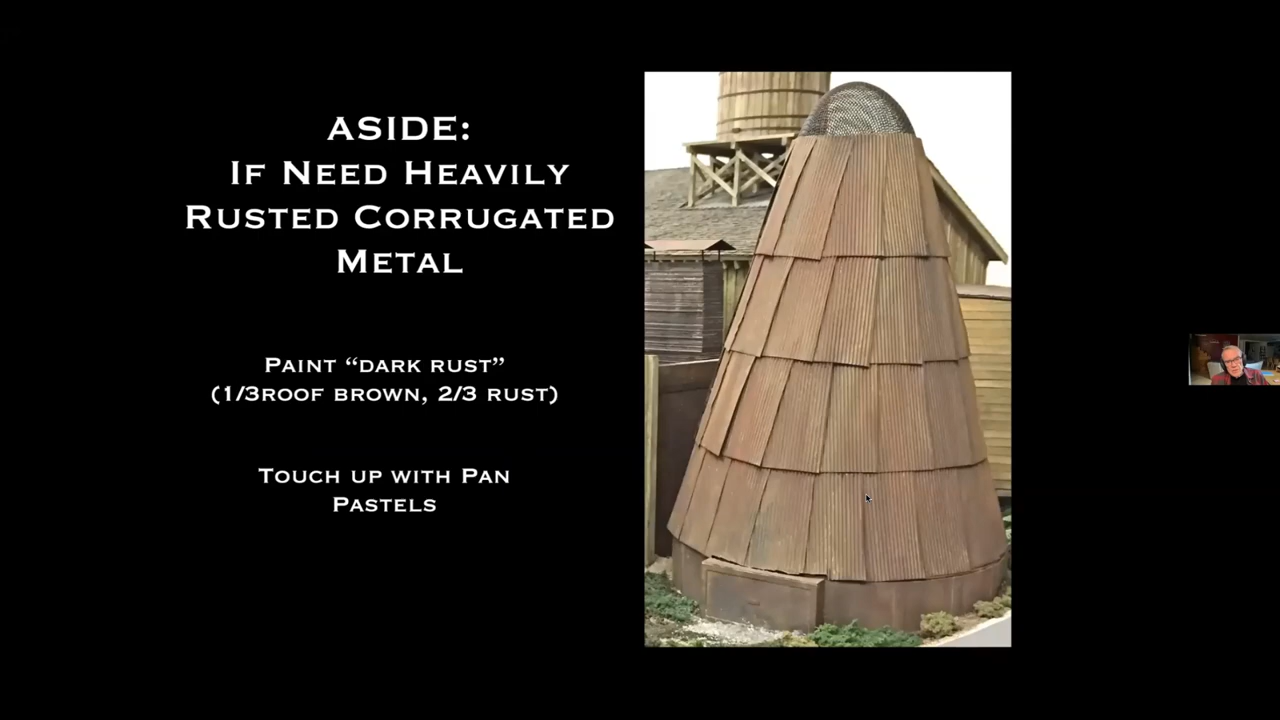 ASIDE:
IF NEED HEAVILY
RUSTED CORRUGATED
METAL
PAINT “DARK RUST”
(1/3ROOF BROWN, 2/3 RUST)
TOUCH UP WITH PAN
PASTELS